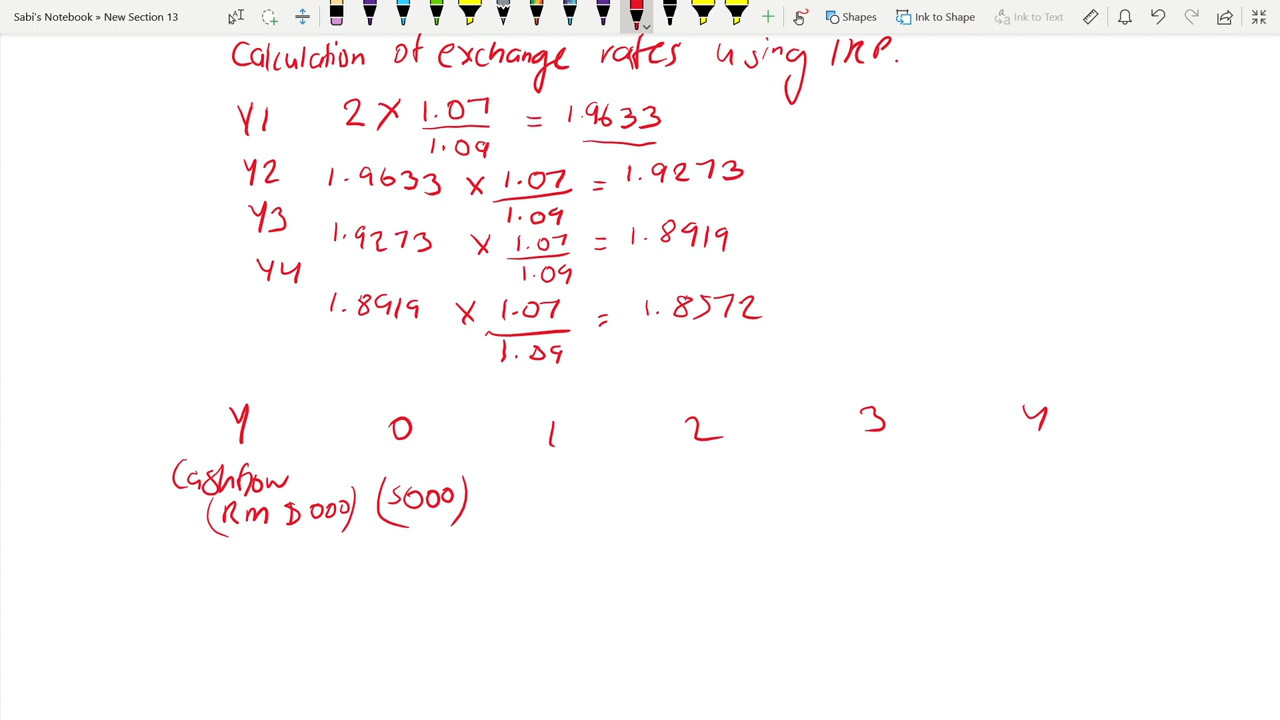 Sabi's Notebook » New Section 13
Shapes
Ink to Shape
Ink to Text
Calculation of exchange rates using IRP.
Y1 2 × 1.07/1.09 = 1.9633
Y2 1.9633 × 1.07/1.09 = 1.9273
Y3 1.9273 × 1.07/1.09 = 1.8919
Y4 1.8919 × 1.07/1.09 = 1.8572
Y 0 1 2 3 4
Cashflow
(Rm $000) (5000)